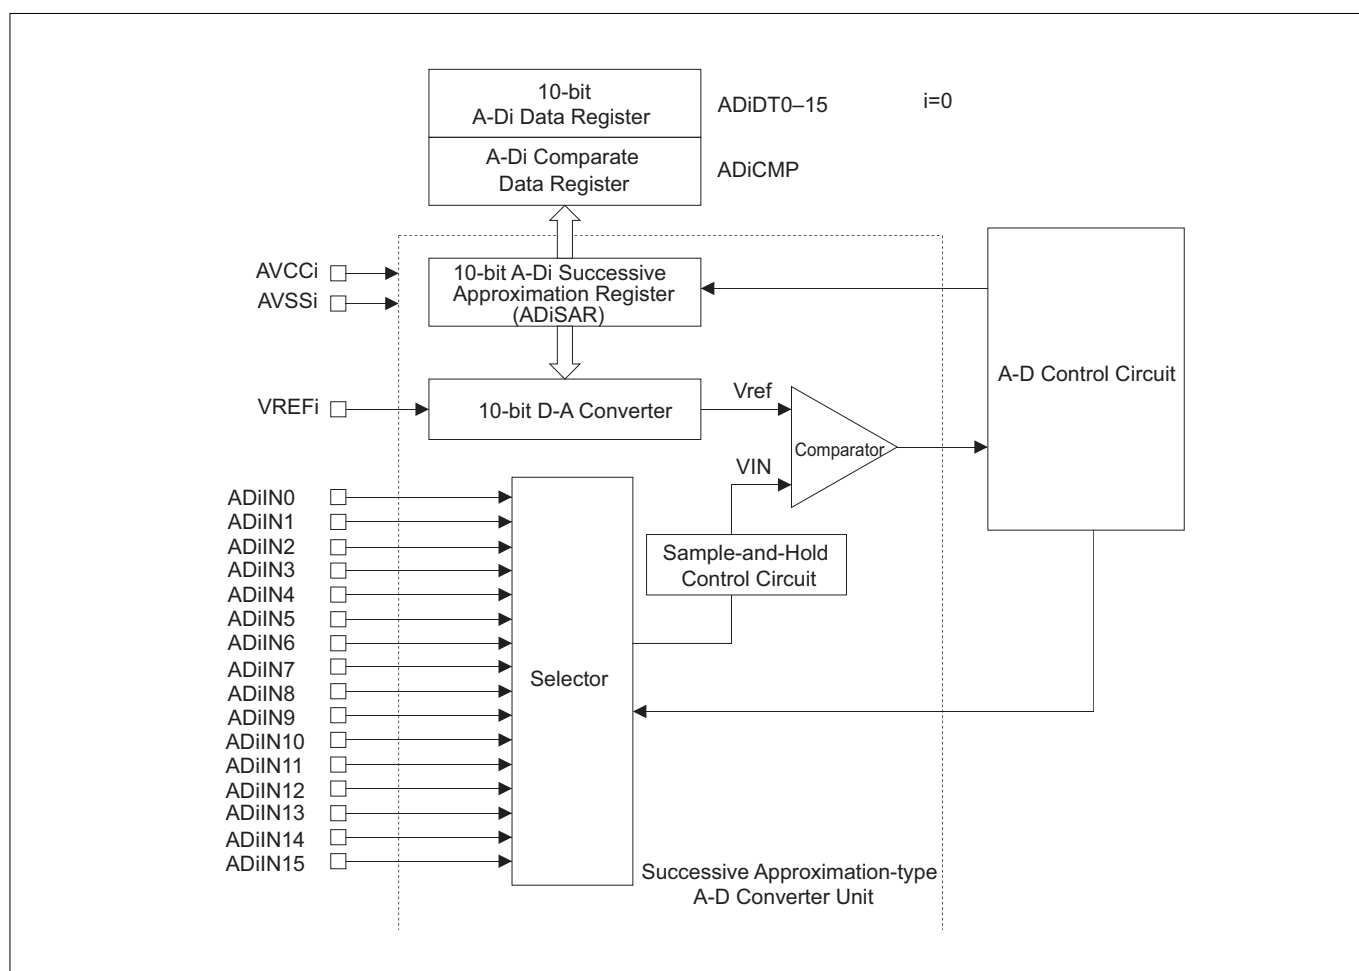 10-bit
A-Di Data Register
ADiDT0–15
i=0
A-Di Comparate
Data Register
ADiCMP
AVCCi
AVSSi
10-bit A-Di Successive
Approximation Register
(ADiSAR)
A-D Control Circuit
VREFi
10-bit D-A Converter
Vref
Comparator
VIN
Sample-and-Hold
Control Circuit
ADiIN0
ADiIN1
ADiIN2
ADiIN3
ADiIN4
ADiIN5
ADiIN6
ADiIN7
ADiIN8
ADiIN9
ADiIN10
ADiIN11
ADiIN12
ADiIN13
ADiIN14
ADiIN15
Selector
Successive Approximation-type
A-D Converter Unit